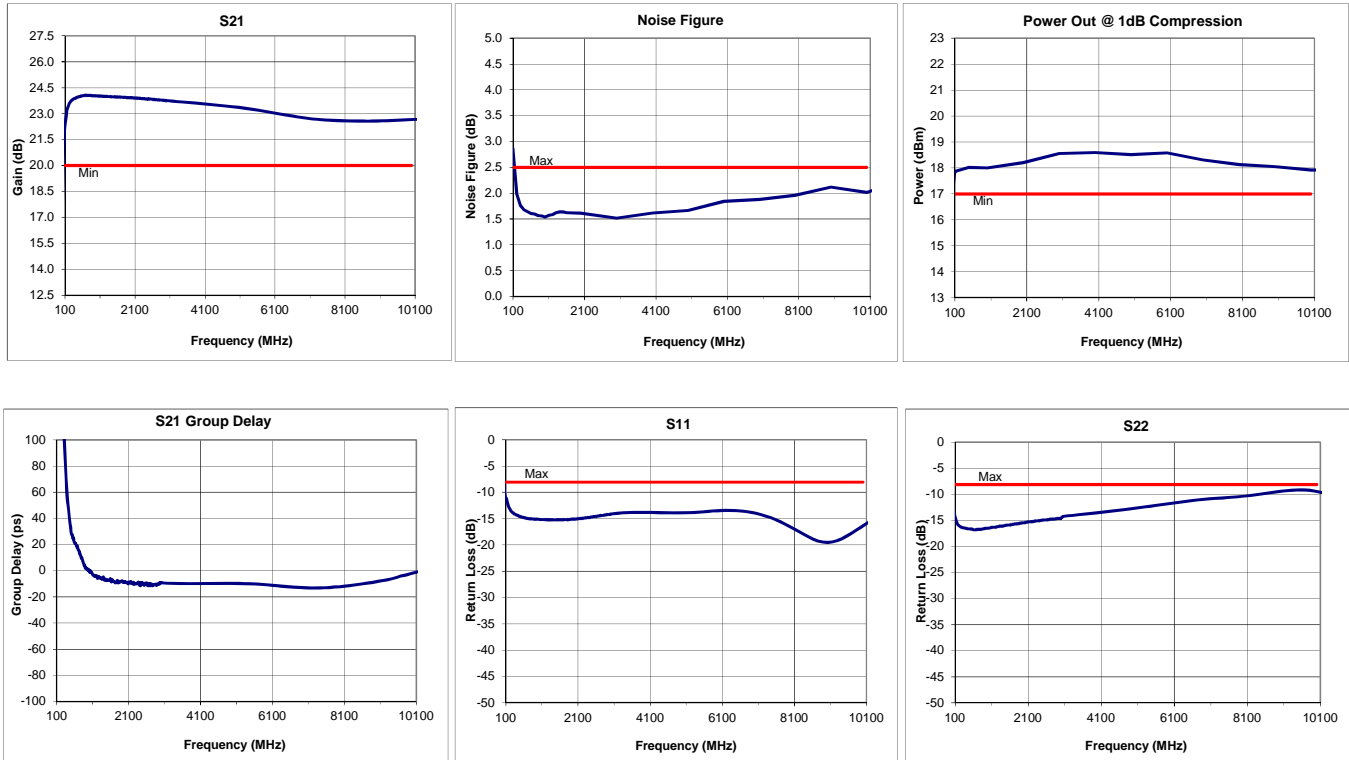 S21
27.5
26.0
24.5
23.0
21.5
20.0
18.5
17.0
15.5
14.0
12.5
Gain (dB)
Min
100 2100 4100 6100 8100 10100
Frequency (MHz)
Noise Figure
5.0
4.5
4.0
3.5
3.0
2.5
2.0
1.5
1.0
0.5
0.0
Noise Figure (dB)
Max
100 2100 4100 6100 8100 10100
Frequency (MHz)
Power Out @ 1dB Compression
23
22
21
20
19
18
17
16
15
14
13
Power (dBm)
Min
100 2100 4100 6100 8100 10100
Frequency (MHz)
S21 Group Delay
100
80
60
40
20
0
-20
-40
-60
-80
-100
Group Delay (ps)
100 2100 4100 6100 8100 10100
Frequency (MHz)
S11
0
-5
-10
-15
-20
-25
-30
-35
-40
-45
-50
Return Loss (dB)
Max
100 2100 4100 6100 8100 10100
Frequency (MHz)
S22
0
-5
-10
-15
-20
-25
-30
-35
-40
-45
-50
Return Loss (dB)
Max
100 2100 4100 6100 8100 10100
Frequency (MHz)